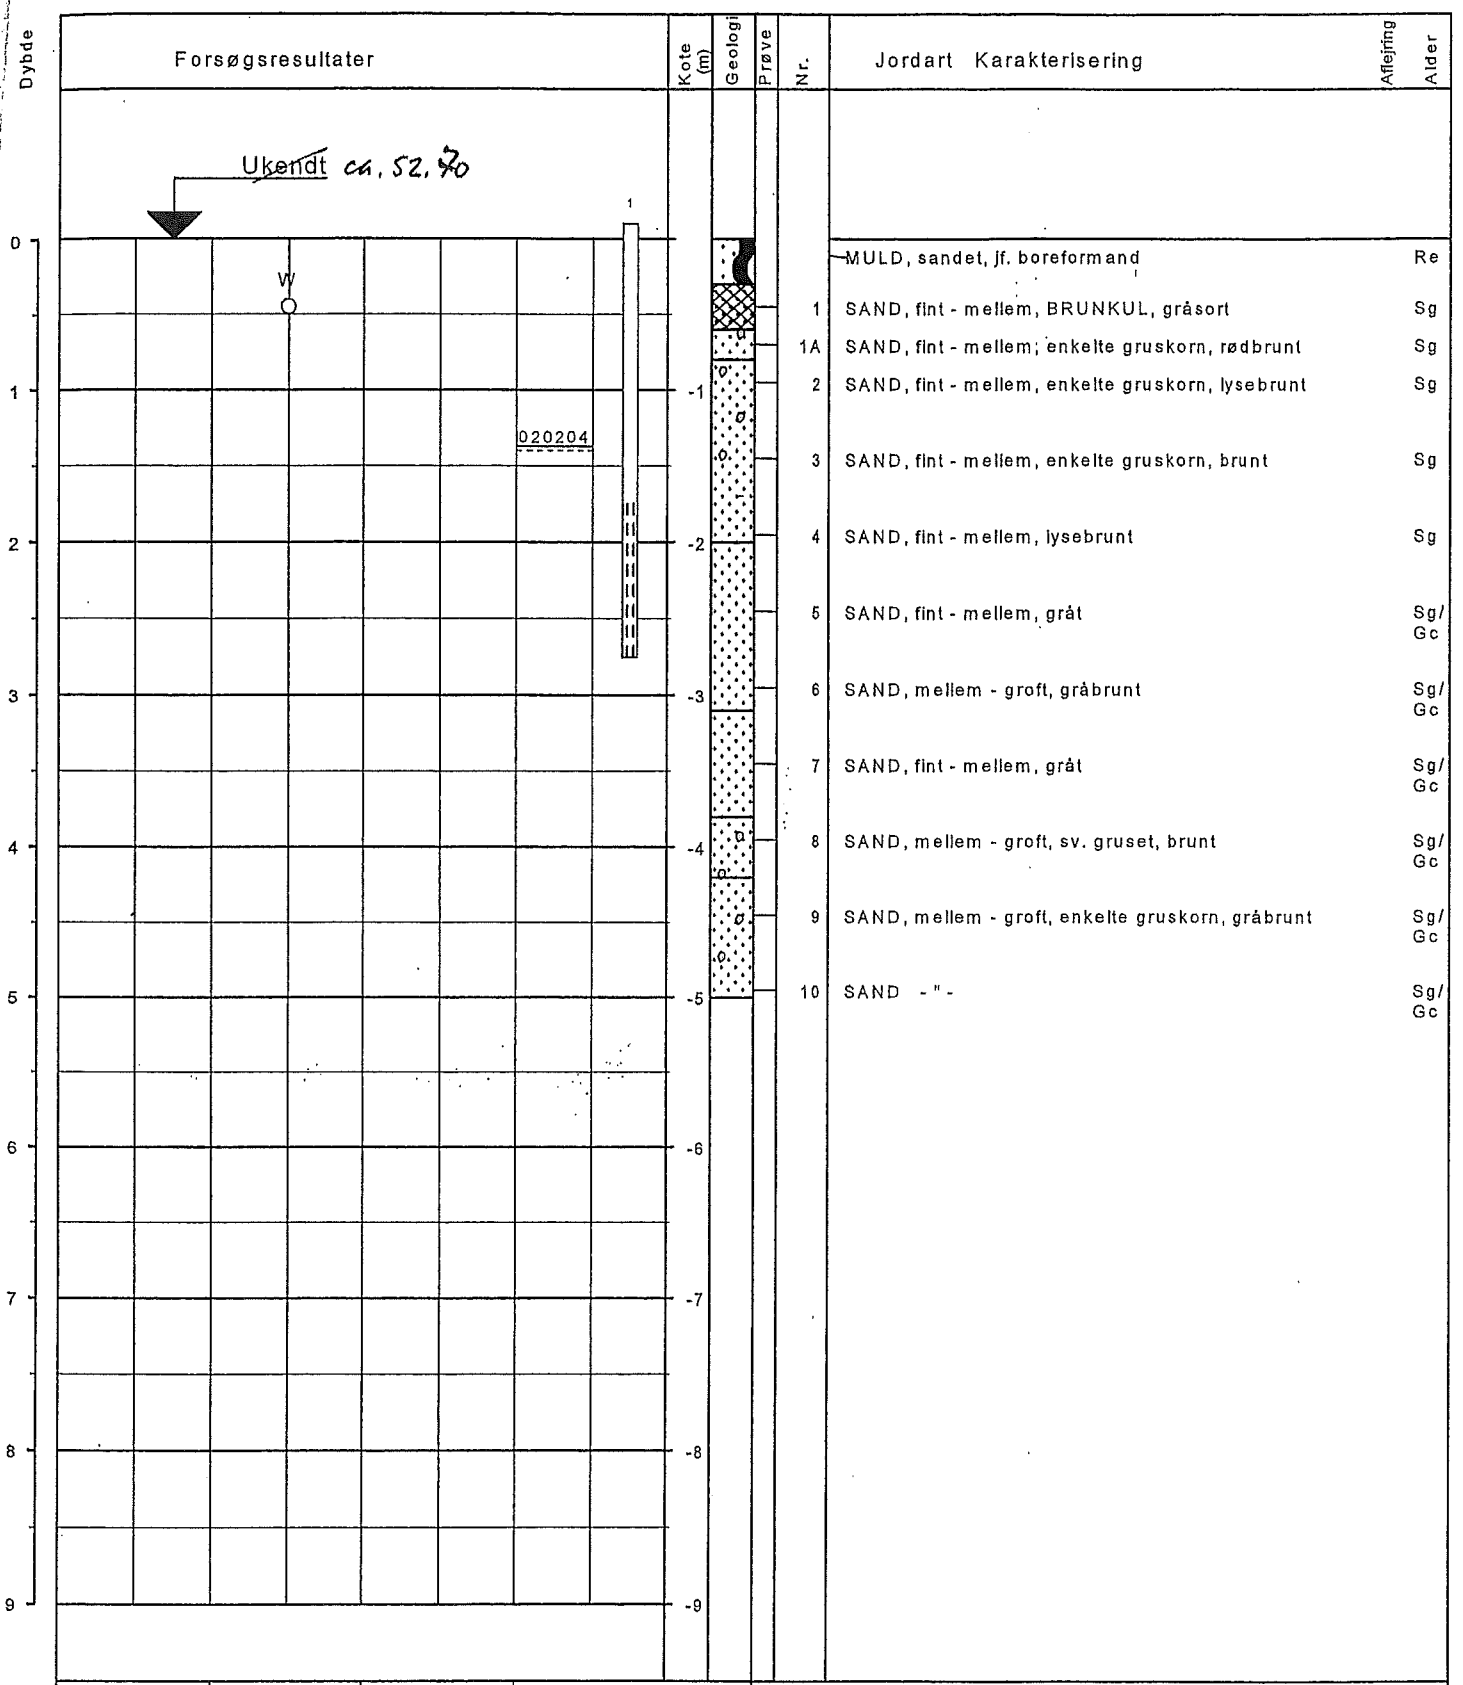 Dybde
Forsøgsresultater
Kote (m)
Geologi
Prøve
Nr.
Jordart Karakterisering
Aflejring
Alder
Ukendt ca. 52.70
1
0
MULD, sandet, jf. boreformand Re
W
1 SAND, fint - mellem, BRUNKUL, gråsort Sg
1A SAND, fint - mellem, enkelte gruskorn, rødbrunt Sg
1 -1 2 SAND, fint - mellem, enkelte gruskorn, lysebrunt Sg
020204
3 SAND, fint - mellem, enkelte gruskorn, brunt Sg
2 -2 4 SAND, fint - mellem, lysebrunt Sg
5 SAND, fint - mellem, gråt Sg/
Gc
3 -3 6 SAND, mellem - groft, gråbrunt Sg/
Gc
7 SAND, fint - mellem, gråt Sg/
Gc
4 -4 8 SAND, mellem - groft, sv. gruset, brunt Sg/
Gc
9 SAND, mellem - groft, enkelte gruskorn, gråbrunt Sg/
Gc
5 -5 10 SAND - " - Sg/
Gc
6 -6
7 -7
8 -8
9 -9